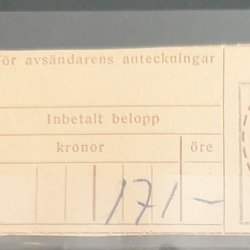 för avsändarens anteckningar
Inbetalt belopp
kronor öre
171-